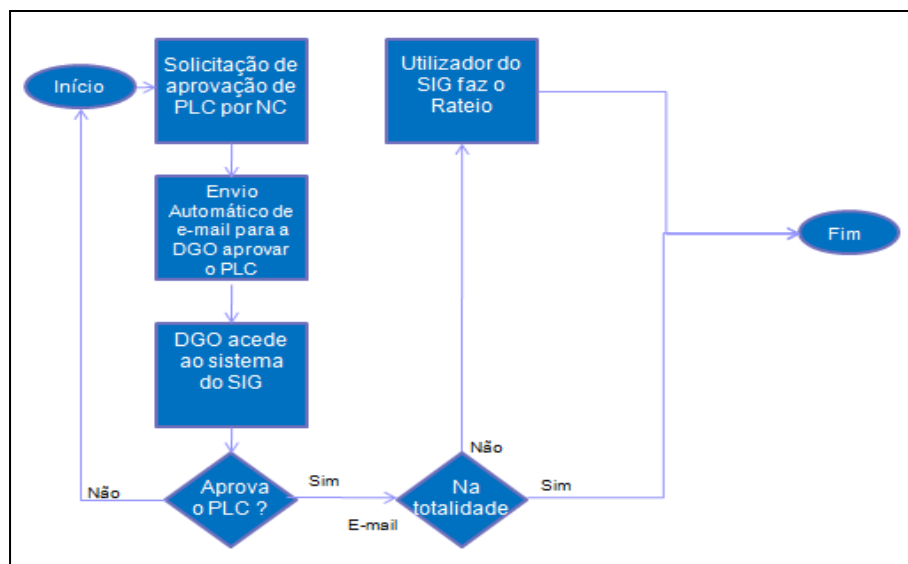 Início
Solicitação de
aprovação de
PLC por NC
Envio
Automático de
e-mail para a
DGO aprovar
o PLC
DGO acede
ao sistema
do SIG
Aprova
o PLC ?
Não
Sim
E-mail
Na
totalidade
Não
Sim
Utilizador do
SIG faz o
Rateio
Fim